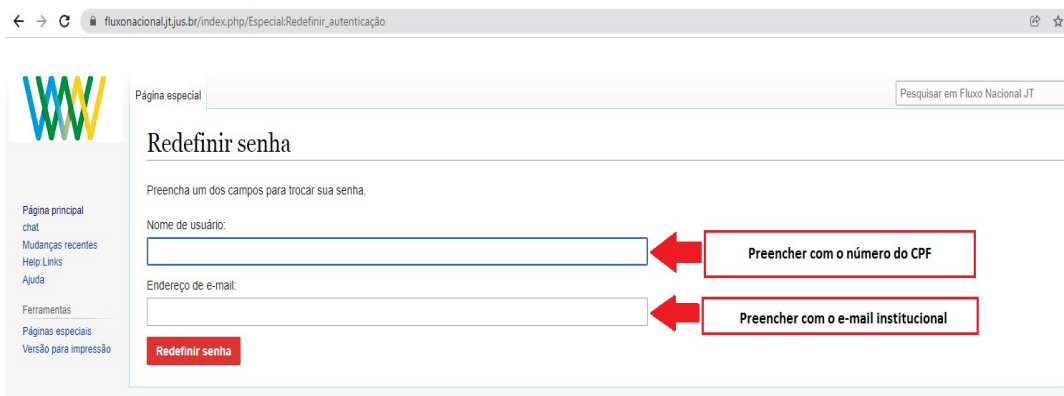 fluxonacional.jt.jus.br/index.php/Especial:Redefinir_autenticação
Página especial
Pesquisar em Fluxo Nacional JT
Redefinir senha
Preencha um dos campos para trocar sua senha.
Página principal
chat
Mudanças recentes
Help:Links
Ajuda
Ferramentas
Páginas especiais
Versão para impressão
Nome de usuário:
Preencher com o número do CPF
Endereço de e-mail:
Preencher com o e-mail institucional
Redefinir senha